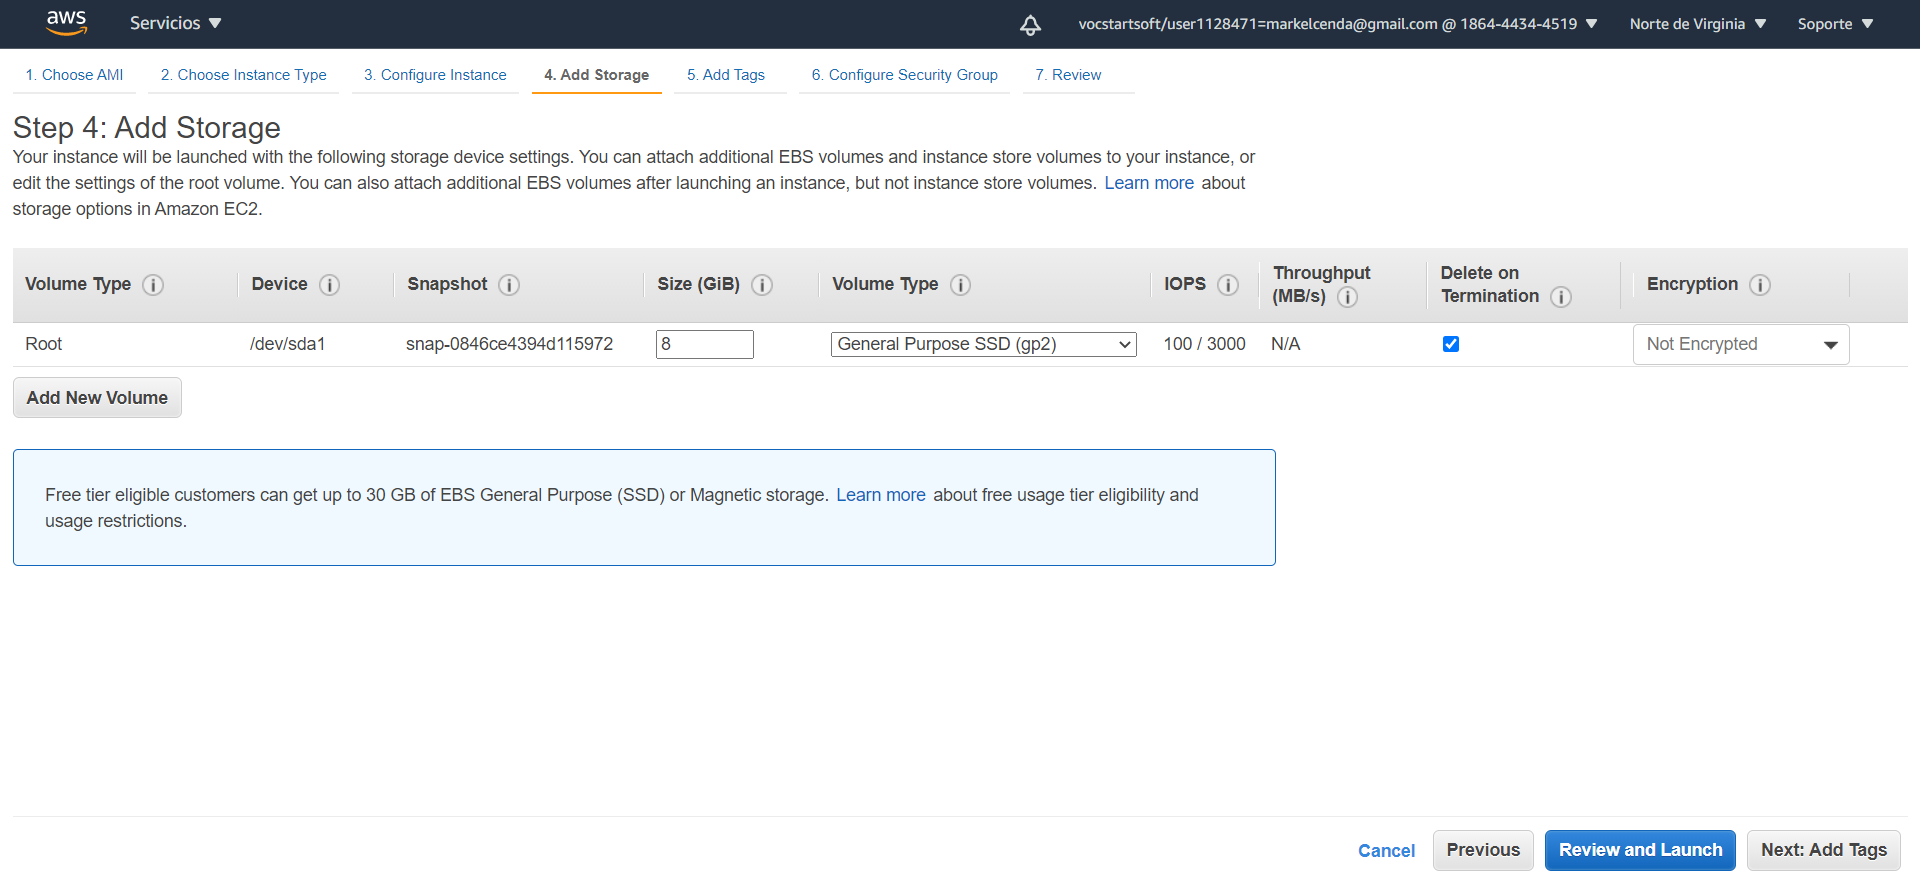 aws Servicios vocstartsoft/user1128471=markelcenda@gmail.com @ 1864-4434-4519 Norte de Virginia Soporte
1. Choose AMI 2. Choose Instance Type 3. Configure Instance 4. Add Storage 5. Add Tags 6. Configure Security Group 7. Review
Step 4: Add Storage
Your instance will be launched with the following storage device settings. You can attach additional EBS volumes and instance store volumes to your instance, or
edit the settings of the root volume. You can also attach additional EBS volumes after launching an instance, but not instance store volumes. Learn more about
storage options in Amazon EC2.
Volume Type i Device i Snapshot i Size (GiB) i Volume Type i IOPS i Throughput (MB/s) i Delete on Termination i Encryption i
Root /dev/sda1 snap-0846ce4394d115972 8 General Purpose SSD (gp2) 100 / 3000 N/A Not Encrypted
Add New Volume
Free tier eligible customers can get up to 30 GB of EBS General Purpose (SSD) or Magnetic storage. Learn more about free usage tier eligibility and
usage restrictions.
Cancel Previous Review and Launch Next: Add Tags